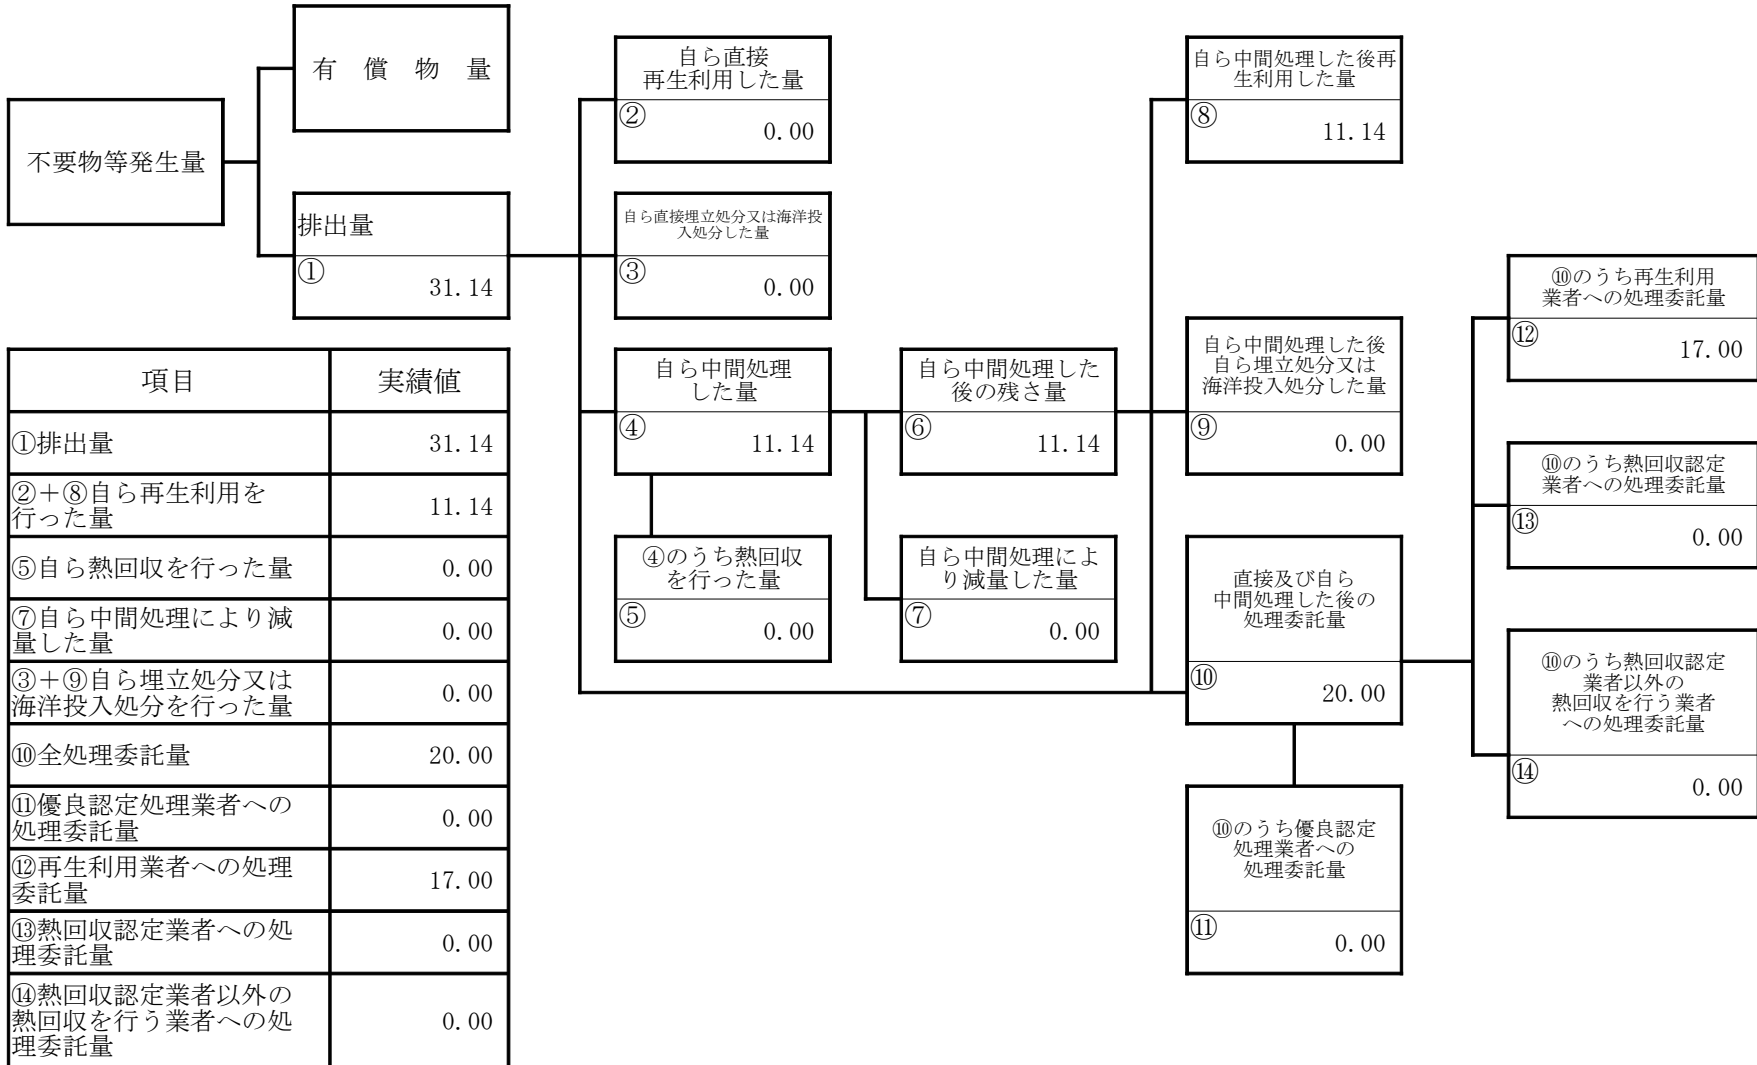 有 償 物 量
不要物等発生量
排出量
①
31.14
自ら直接
再生利用した量
②
0.00
自ら直接埋立処分又は海洋投
入処分した量
③
0.00
自ら中間処理
した量
④
11.14
④のうち熱回収
を行った量
⑤
0.00
自ら中間処理した
後の残さ量
⑥
11.14
自ら中間処理によ
り減量した量
⑦
0.00
自ら中間処理した後再
生利用した量
⑧
11.14
自ら中間処理した後
自ら埋立処分又は
海洋投入処分した量
⑨
0.00
直接及び自ら
中間処理した後の
処理委託量
⑩
20.00
⑩のうち優良認定
処理業者への
処理委託量
⑪
0.00
⑩のうち再生利用
業者への処理委託量
⑫
17.00
⑩のうち熱回収認定
業者への処理委託量
⑬
0.00
⑩のうち熱回収認定
業者以外の
熱回収を行う業者
への処理委託量
⑭
0.00
項目 実績値
①排出量 31.14
②+⑧自ら再生利用を
行った量 11.14
⑤自ら熱回収を行った量 0.00
⑦自ら中間処理により減
量した量 0.00
③+⑨自ら埋立処分又は
海洋投入処分を行った量 0.00
⑩全処理委託量 20.00
⑪優良認定処理業者への
処理委託量 0.00
⑫再生利用業者への処理
委託量 17.00
⑬熱回収認定業者への処
理委託量 0.00
⑭熱回収認定業者以外の
熱回収を行う業者への処
理委託量 0.00